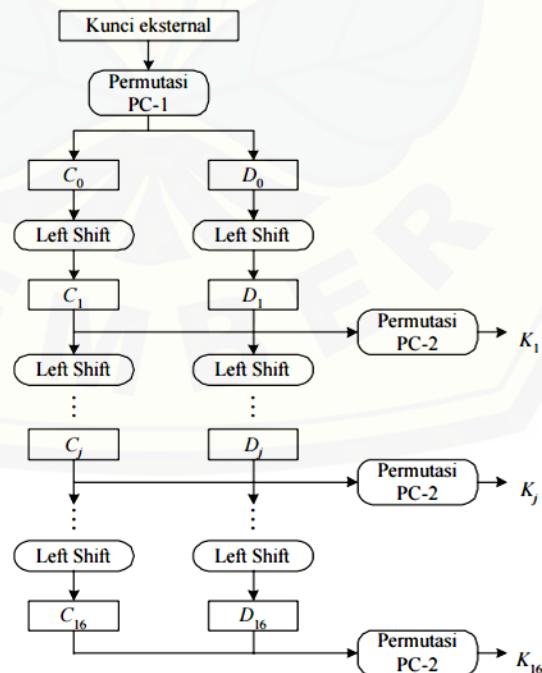 Kunci eksternal
Permutasi
PC-1
C0 D0
Left Shift Left Shift
C1 D1
Permutasi
PC-2
K1
Left Shift Left Shift
⋮ ⋮
Cj Dj
Permutasi
PC-2
Kj
⋮ ⋮
Left Shift Left Shift
C16 D16
Permutasi
PC-2
K16
EMBER